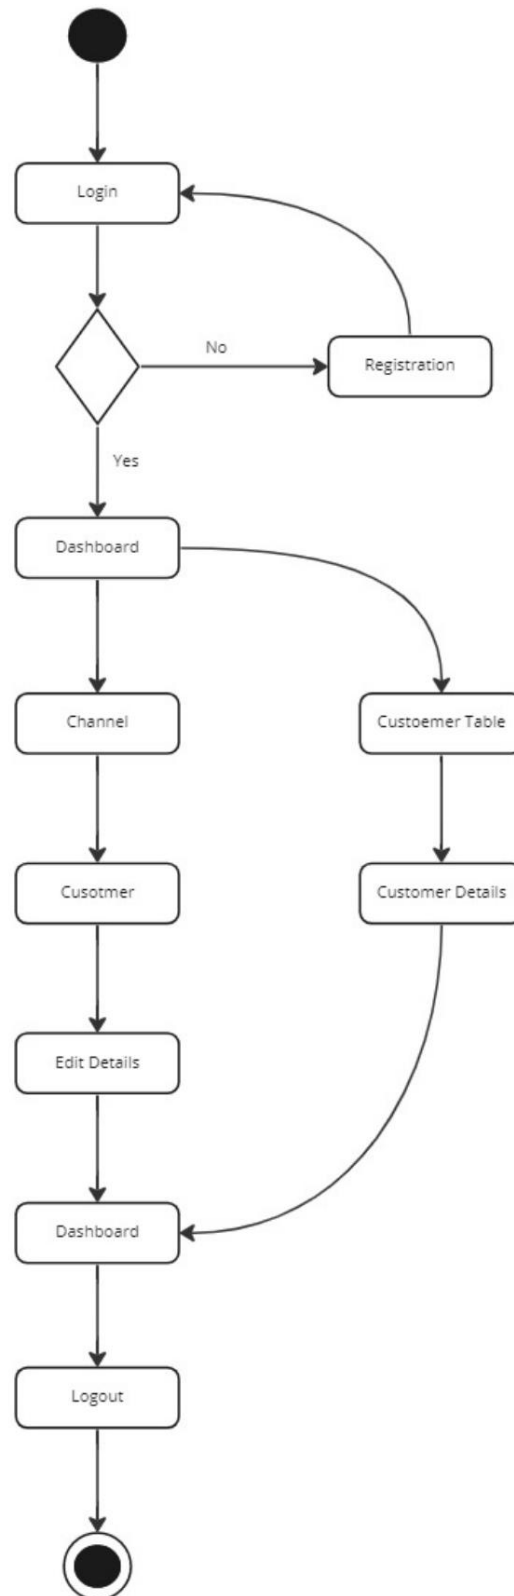 Login
No
Registration
Yes
Dashboard
Channel
Custoemer Table
Cusotmer
Customer Details
Edit Details
Dashboard
Logout